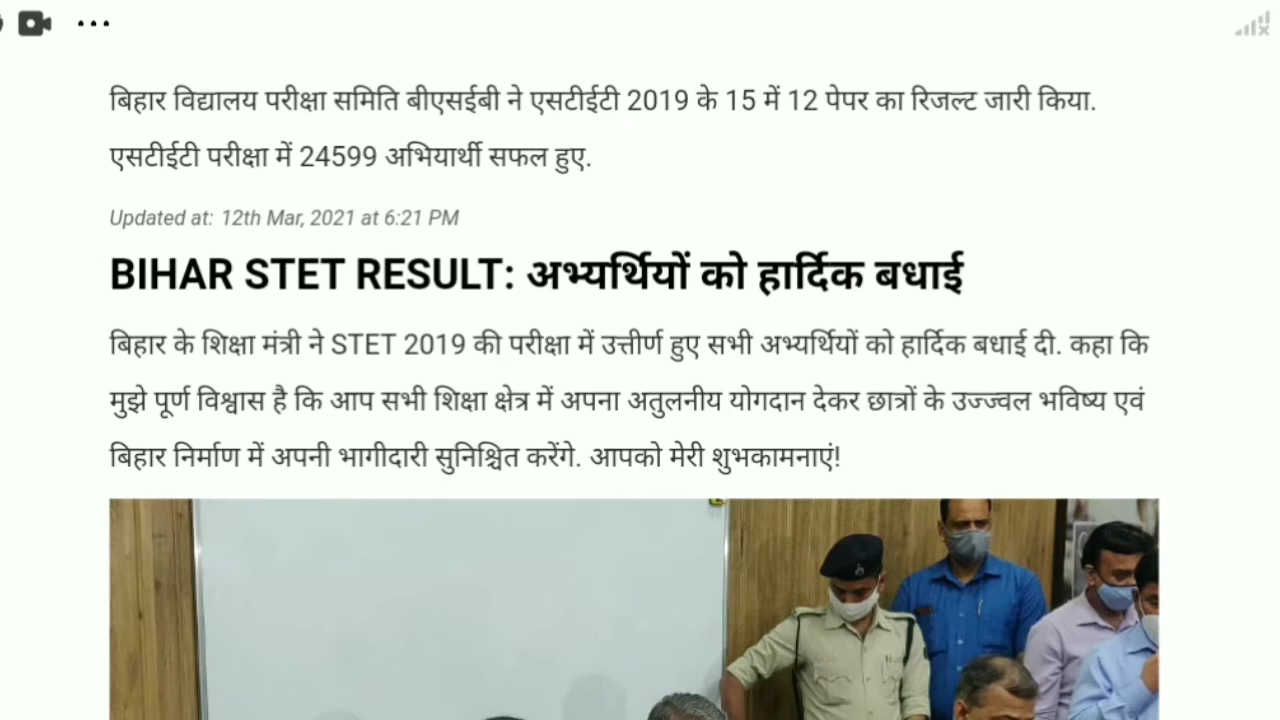 बिहार विद्यालय परीक्षा समिति बीएसईबी ने एसटीईटी 2019 के 15 में 12 पेपर का रिजल्ट जारी किया.
एसटीईटी परीक्षा में 24599 अभियार्थी सफल हुए.
Updated at: 12th Mar, 2021 at 6:21 PM
BIHAR STET RESULT: अभ्यर्थियों को हार्दिक बधाई
बिहार के शिक्षा मंत्री ने STET 2019 की परीक्षा में उत्तीर्ण हुए सभी अभ्यर्थियों को हार्दिक बधाई दी. कहा कि
मुझे पूर्ण विश्वास है कि आप सभी शिक्षा क्षेत्र में अपना अतुलनीय योगदान देकर छात्रों के उज्ज्वल भविष्य एवं
बिहार निर्माण में अपनी भागीदारी सुनिश्चित करेंगे. आपको मेरी शुभकामनाएं!